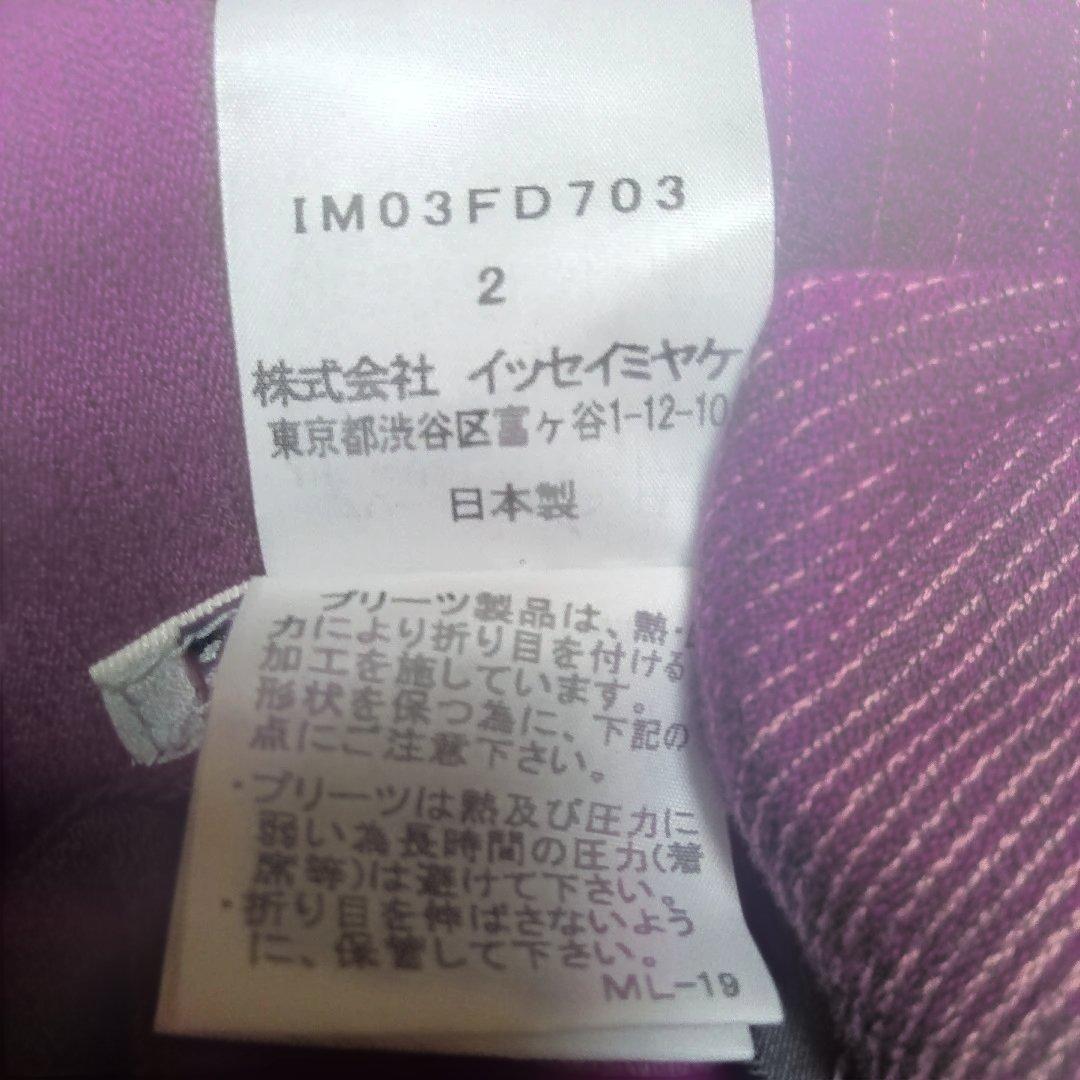 IM03FD703
2
株式会社 イッセイミヤケ
東京都渋谷区富ヶ谷1-12-10
日本製
プリーツ製品は、熱・
力により折り目を付ける
加工を施しています。
形状を保つ為に、下記の
点にご注意下さい。
・プリーツは熱及び圧力に
弱い為長時間の圧力(着
席等)は避けて下さい。
・折り目を伸ばさないよう
に、保管して下さい。
ML-19